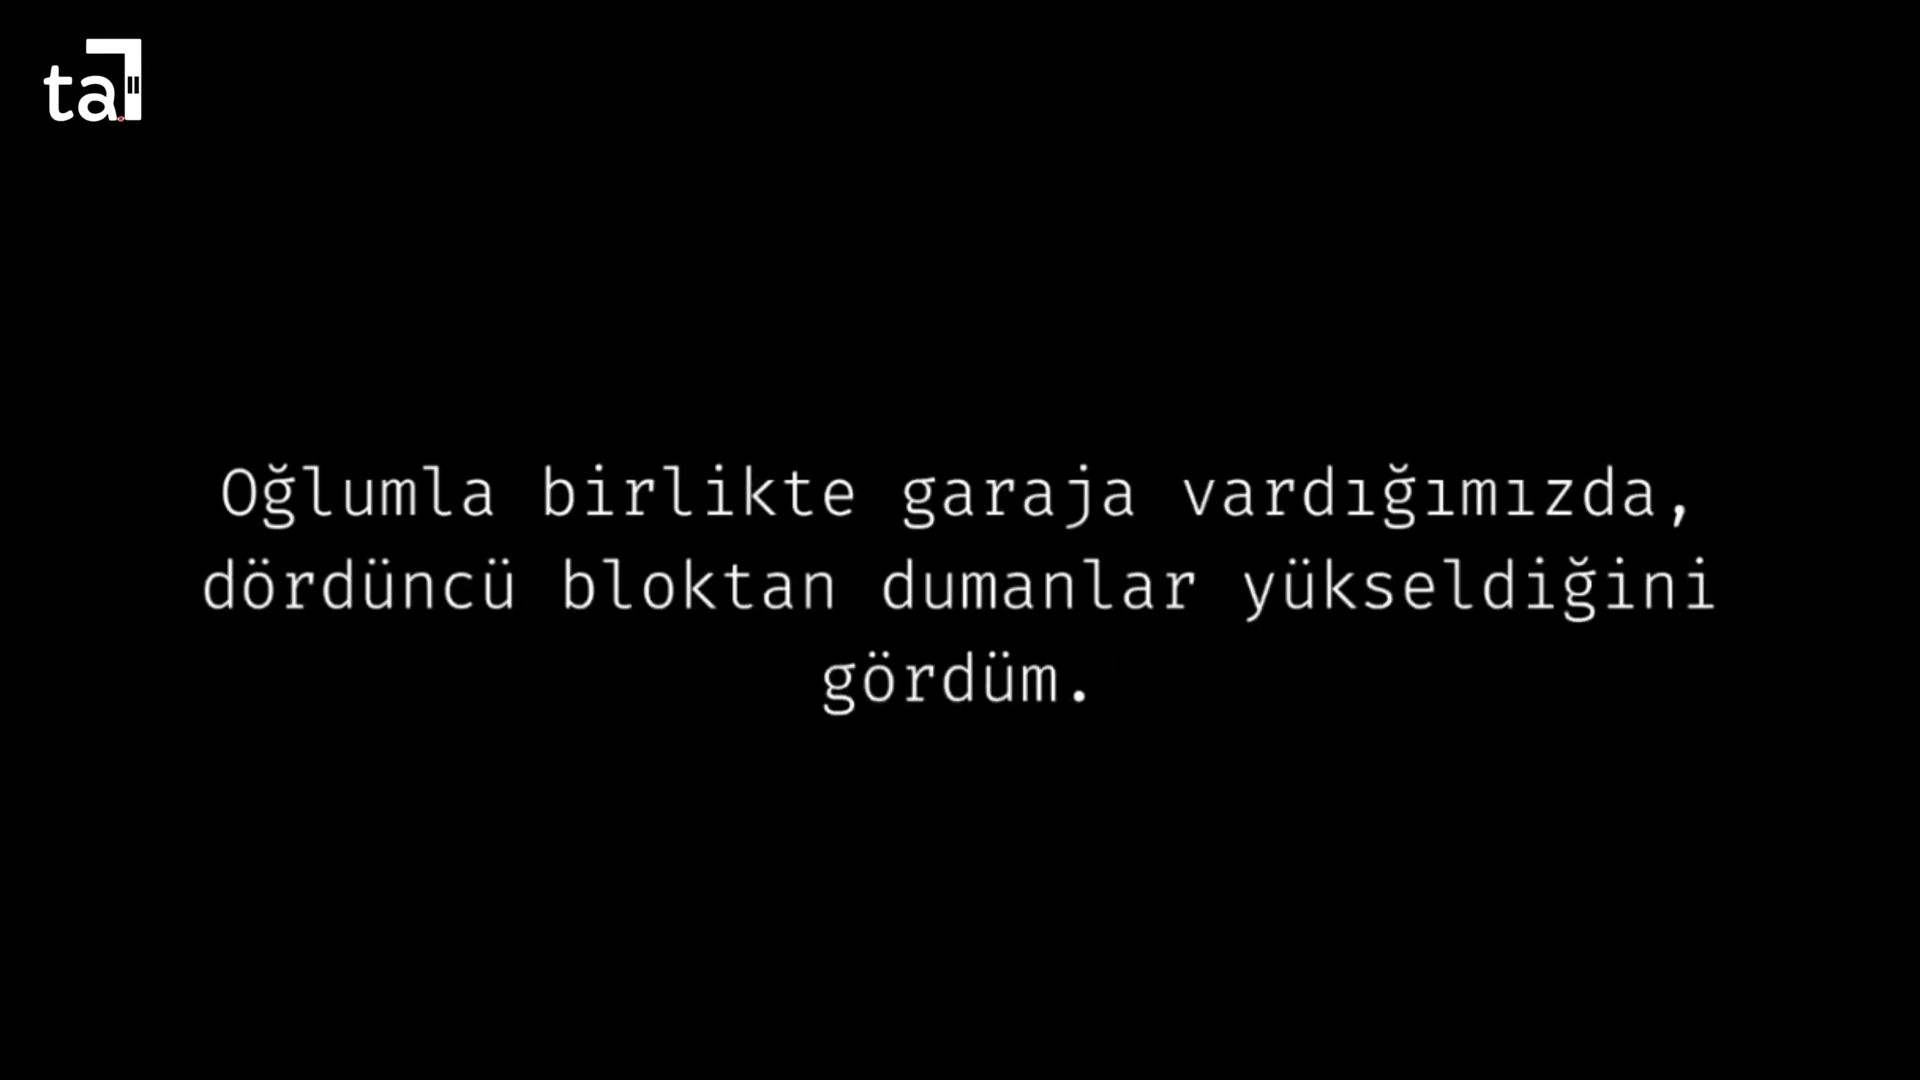 ta
Oğlumla birlikte garaja vardığımızda,
dördüncü bloktan dumanlar yükseldiğini
gördüm.